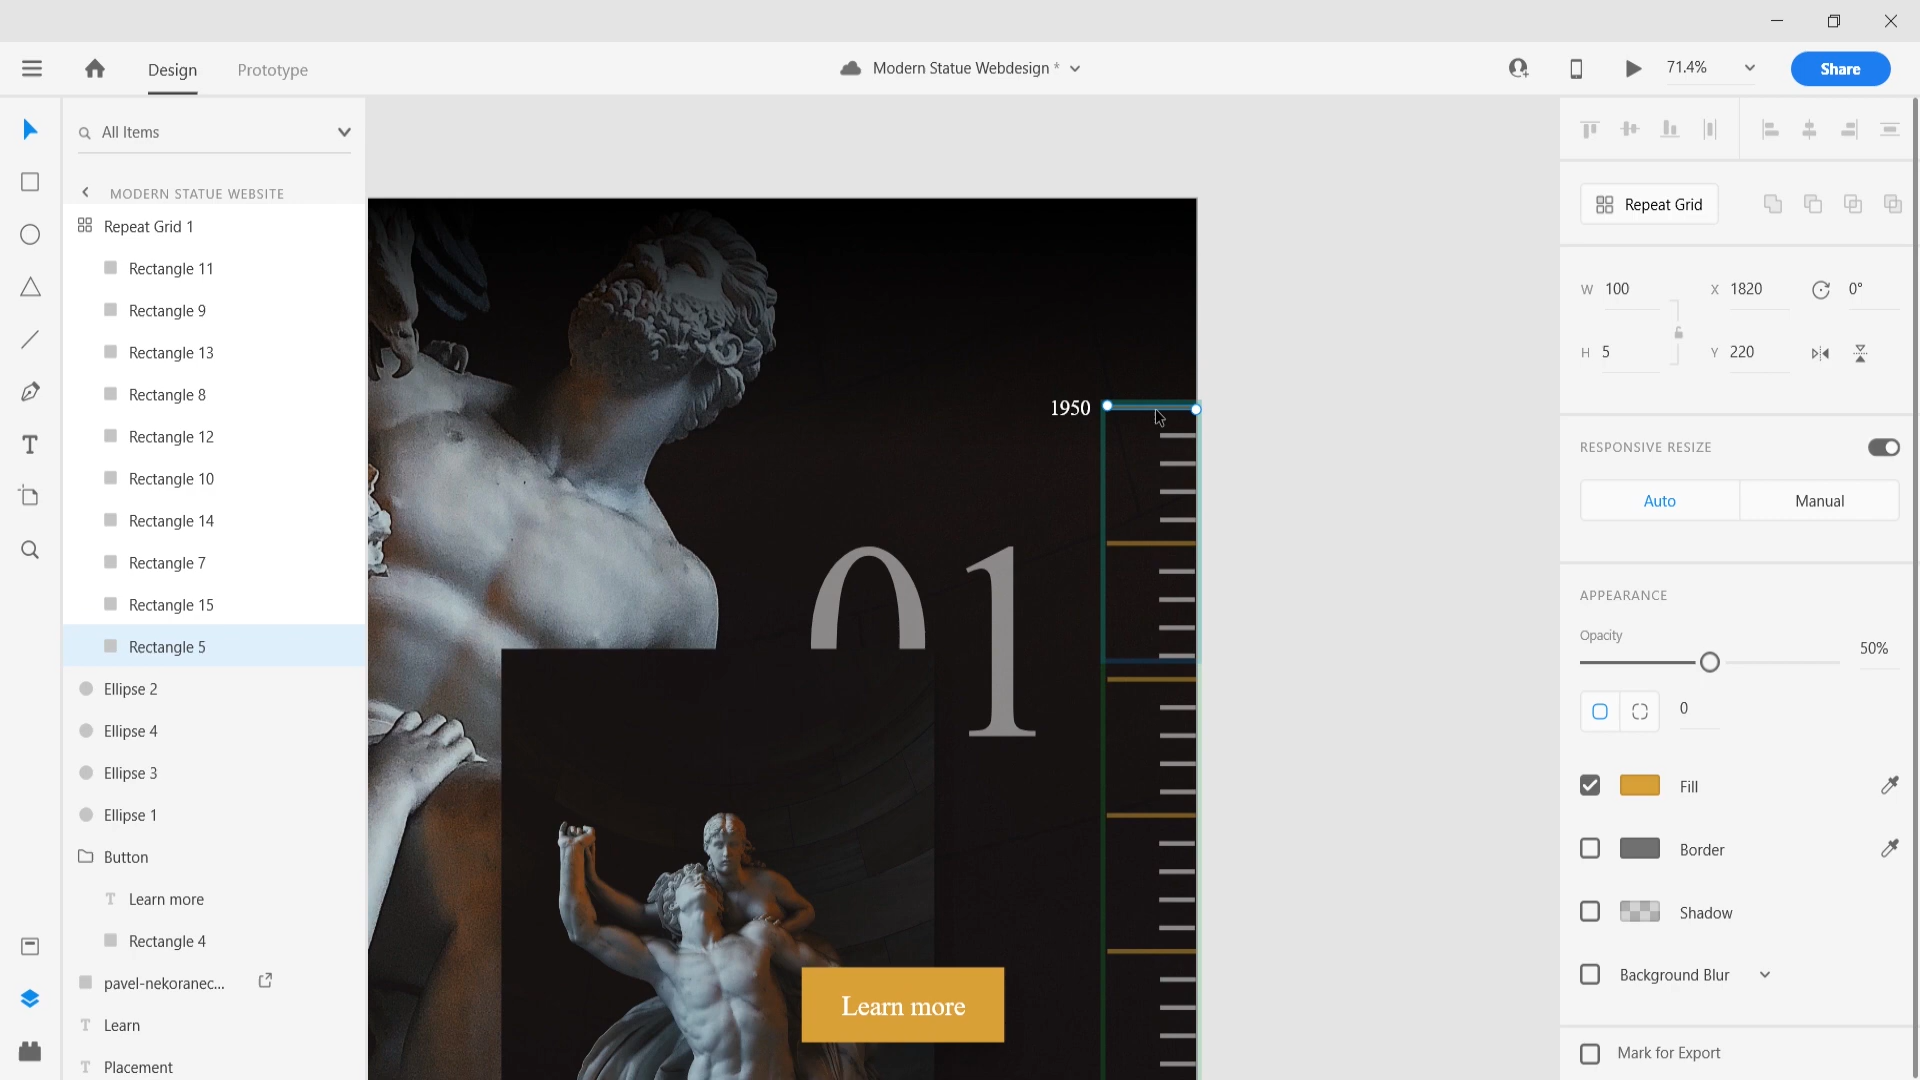 Design
Prototype
Modern Statue Webdesign *
71.4%
Share
All Items
MODERN STATUE WEBSITE
Repeat Grid 1
Rectangle 11
Rectangle 9
Rectangle 13
Rectangle 8
Rectangle 12
Rectangle 10
Rectangle 14
Rectangle 7
Rectangle 15
Rectangle 5
Ellipse 2
Ellipse 4
Ellipse 3
Ellipse 1
Button
Learn more
Rectangle 4
pavel-nekoranec...
Learn
Placement
1950
01
Learn more
Repeat Grid
W 100 X 1820 0°
H 5 Y 220
RESPONSIVE RESIZE
Auto Manual
APPEARANCE
Opacity
50%
0
Fill
Border
Shadow
Background Blur
Mark for Export